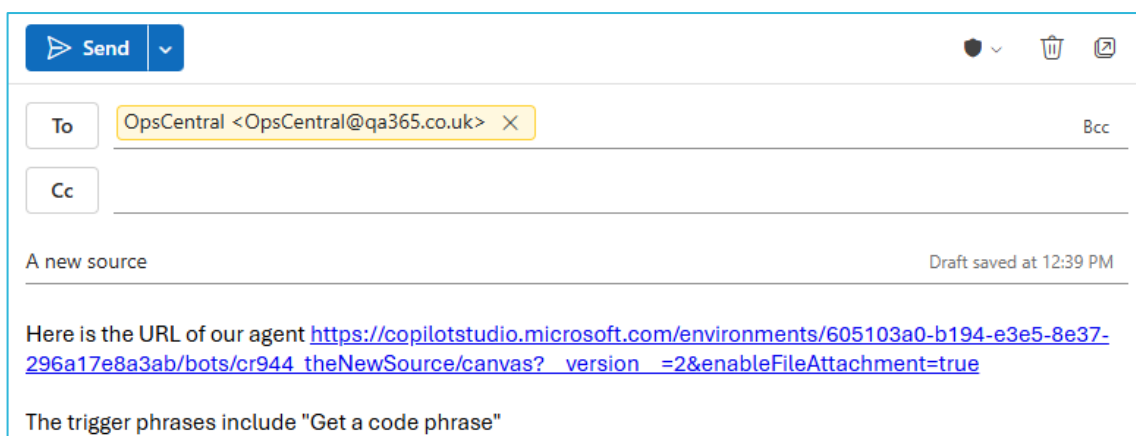 Send
To
OpsCentral <OpsCentral@qa365.co.uk>
Bcc
Cc
A new source
Draft saved at 12:39 PM
Here is the URL of our agent https://copilotstudio.microsoft.com/environments/605103a0-b194-e3e5-8e37-
296a17e8a3ab/bots/cr944_theNewSource/canvas?__version__=2&enableFileAttachment=true
The trigger phrases include "Get a code phrase"